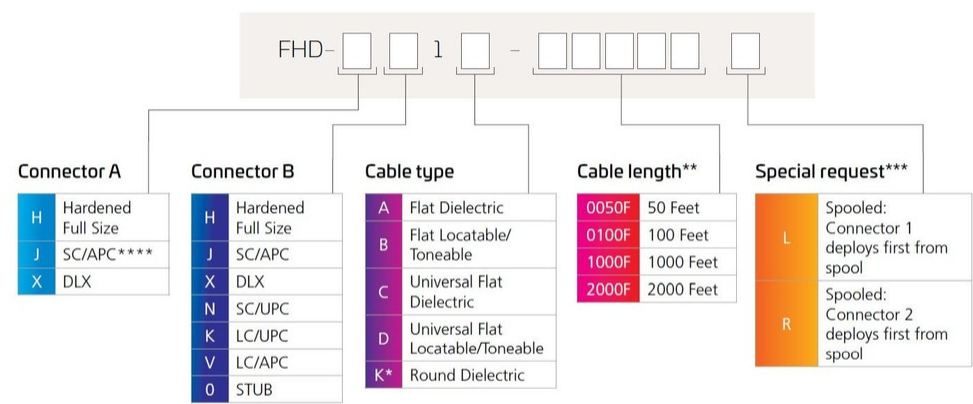 FHD- 1 -
Connector A
H Hardened
Full Size
J SC/APC****
X DLX
Connector B
H Hardened
Full Size
J SC/APC
X DLX
N SC/UPC
K LC/UPC
V LC/APC
0 STUB
Cable type
A Flat Dielectric
B Flat Locatable/
Toneable
C Universal Flat
Dielectric
D Universal Flat
Locatable/Toneable
K* Round Dielectric
Cable length**
0050F 50 Feet
0100F 100 Feet
1000F 1000 Feet
2000F 2000 Feet
Special request***
L Spooled:
Connector 1
deploys first from
spool
R Spooled:
Connector 2
deploys first from
spool